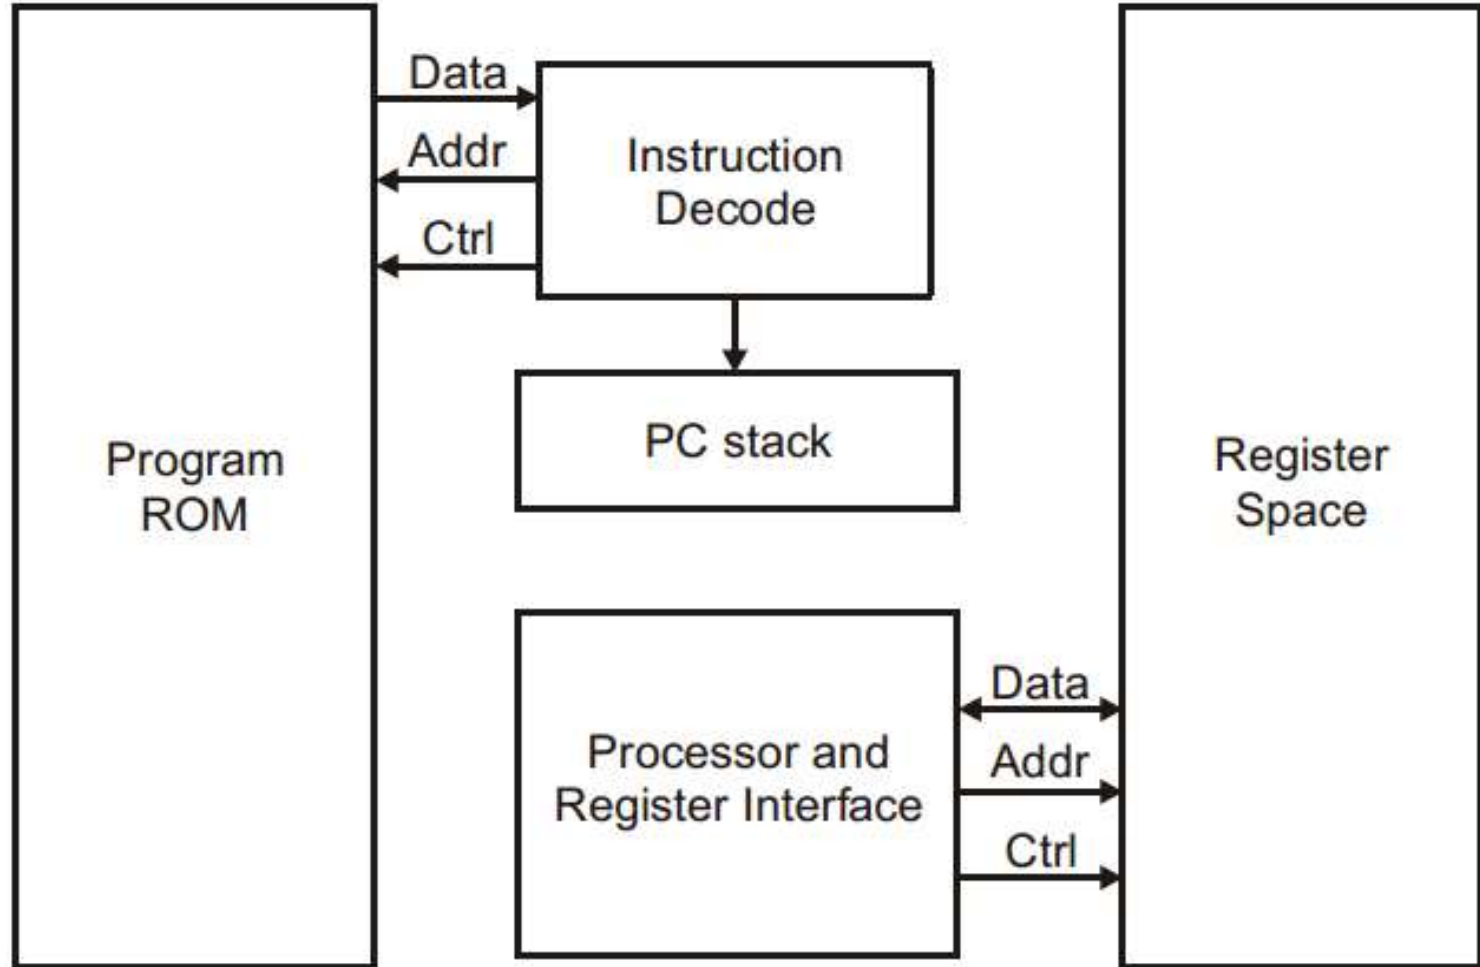 Data
Addr
Ctrl
Instruction
Decode
PC stack
Program
ROM
Register
Space
Processor and
Register Interface
Data
Addr
Ctrl